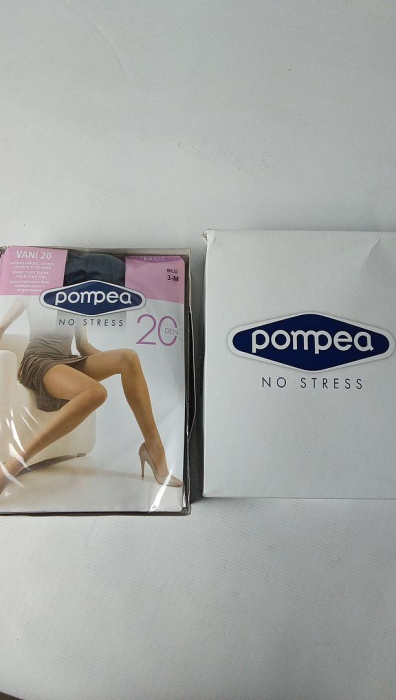 VANI 20
BASIC
BLU
3-M
pompea
NO STRESS
20 DEN
pompea
NO STRESS